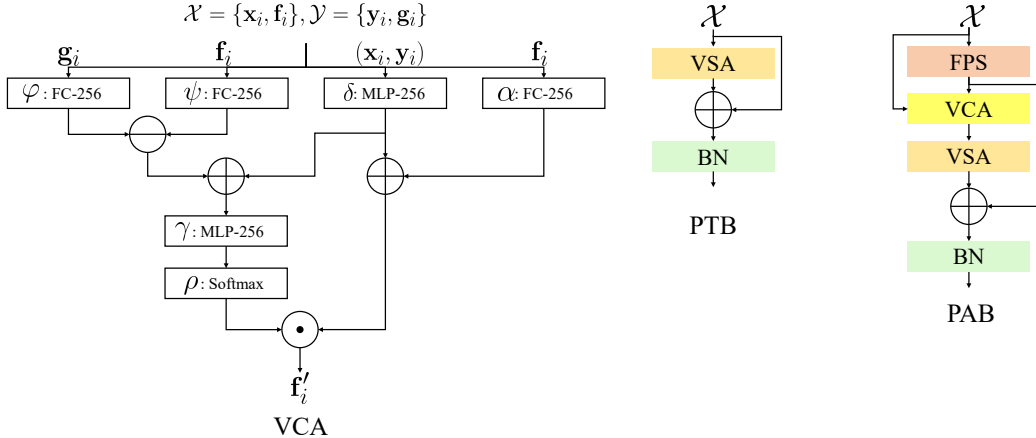 𝒳 = {𝐱ᵢ, 𝐟ᵢ}, 𝒴 = {𝐲ᵢ, 𝐠ᵢ}
𝐠ᵢ 𝐟ᵢ (𝐱ᵢ, 𝐲ᵢ) 𝐟ᵢ
φ: FC-256 ψ: FC-256 δ: MLP-256 α: FC-256
γ: MLP-256
ρ: Softmax
𝐟ᵢ′
VCA
𝒳
VSA
BN
PTB
𝒳
FPS
VCA
VSA
BN
PAB